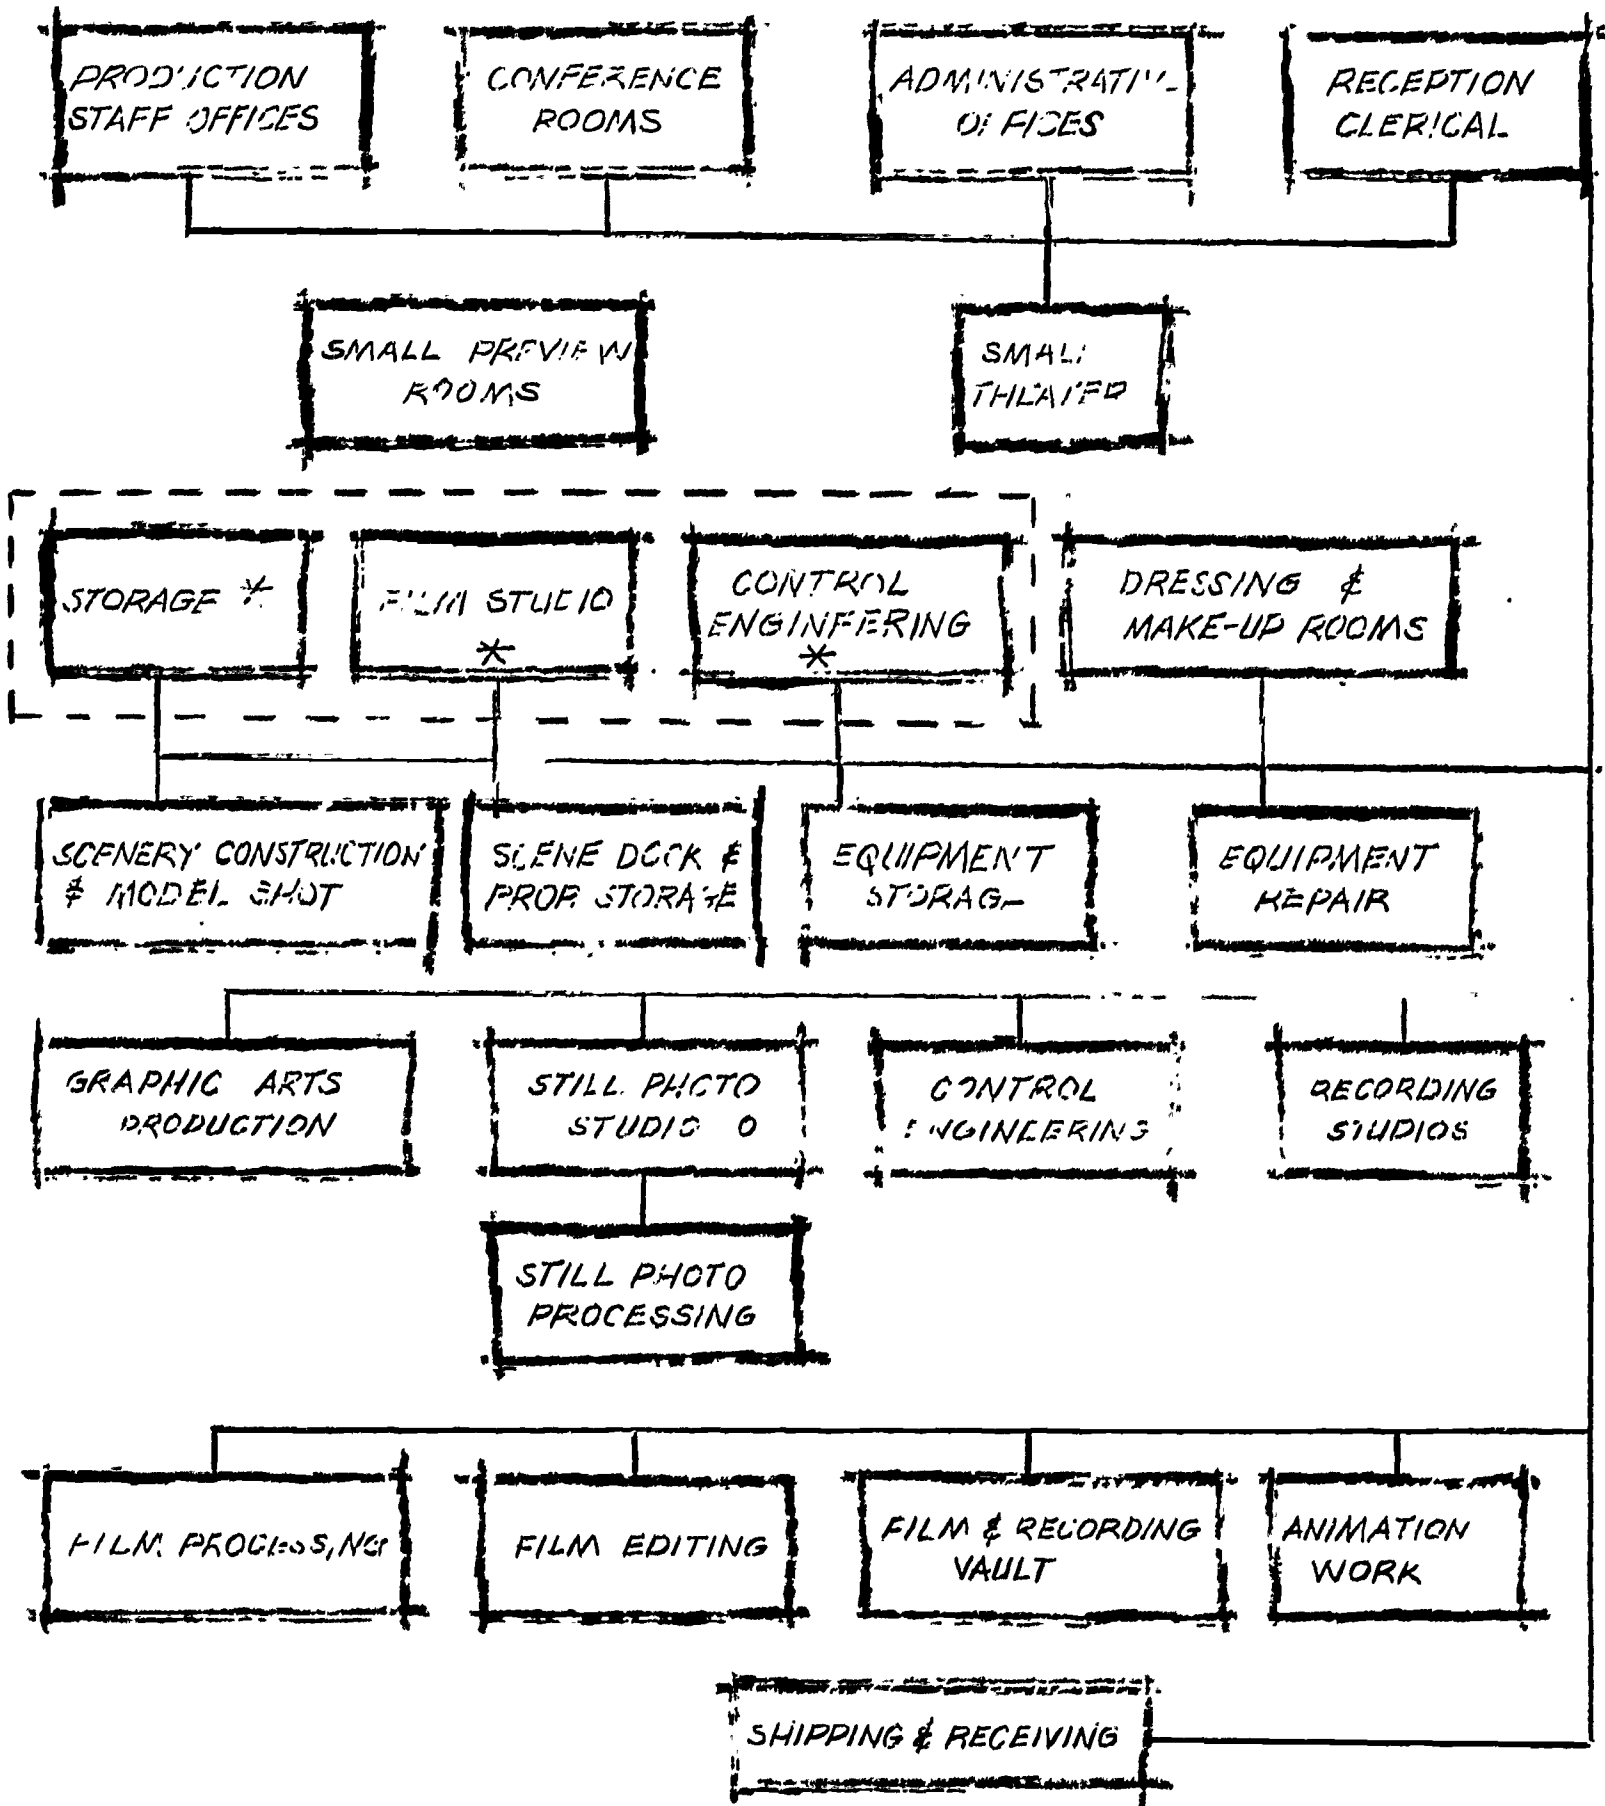 PRODUCTION
STAFF OFFICES
CONFERENCE
ROOMS
ADMINISTRATIVE
OFFICES
RECEPTION
CLERICAL
SMALL PREVIEW
ROOMS
SMALL
THEATER
STORAGE *
FILM STUDIO
*
CONTROL
ENGINEERING
*
DRESSING &
MAKE-UP ROOMS
SCENERY CONSTRUCTION
& MODEL SHOT
SCENE DOCK &
PROP STORAGE
EQUIPMENT
STORAGE
EQUIPMENT
REPAIR
GRAPHIC ARTS
PRODUCTION
STILL PHOTO
STUDIO O
CONTROL
ENGINEERING
RECORDING
STUDIOS
STILL PHOTO
PROCESSING
FILM PROCESSING
FILM EDITING
FILM & RECORDING
VAULT
ANIMATION
WORK
SHIPPING & RECEIVING